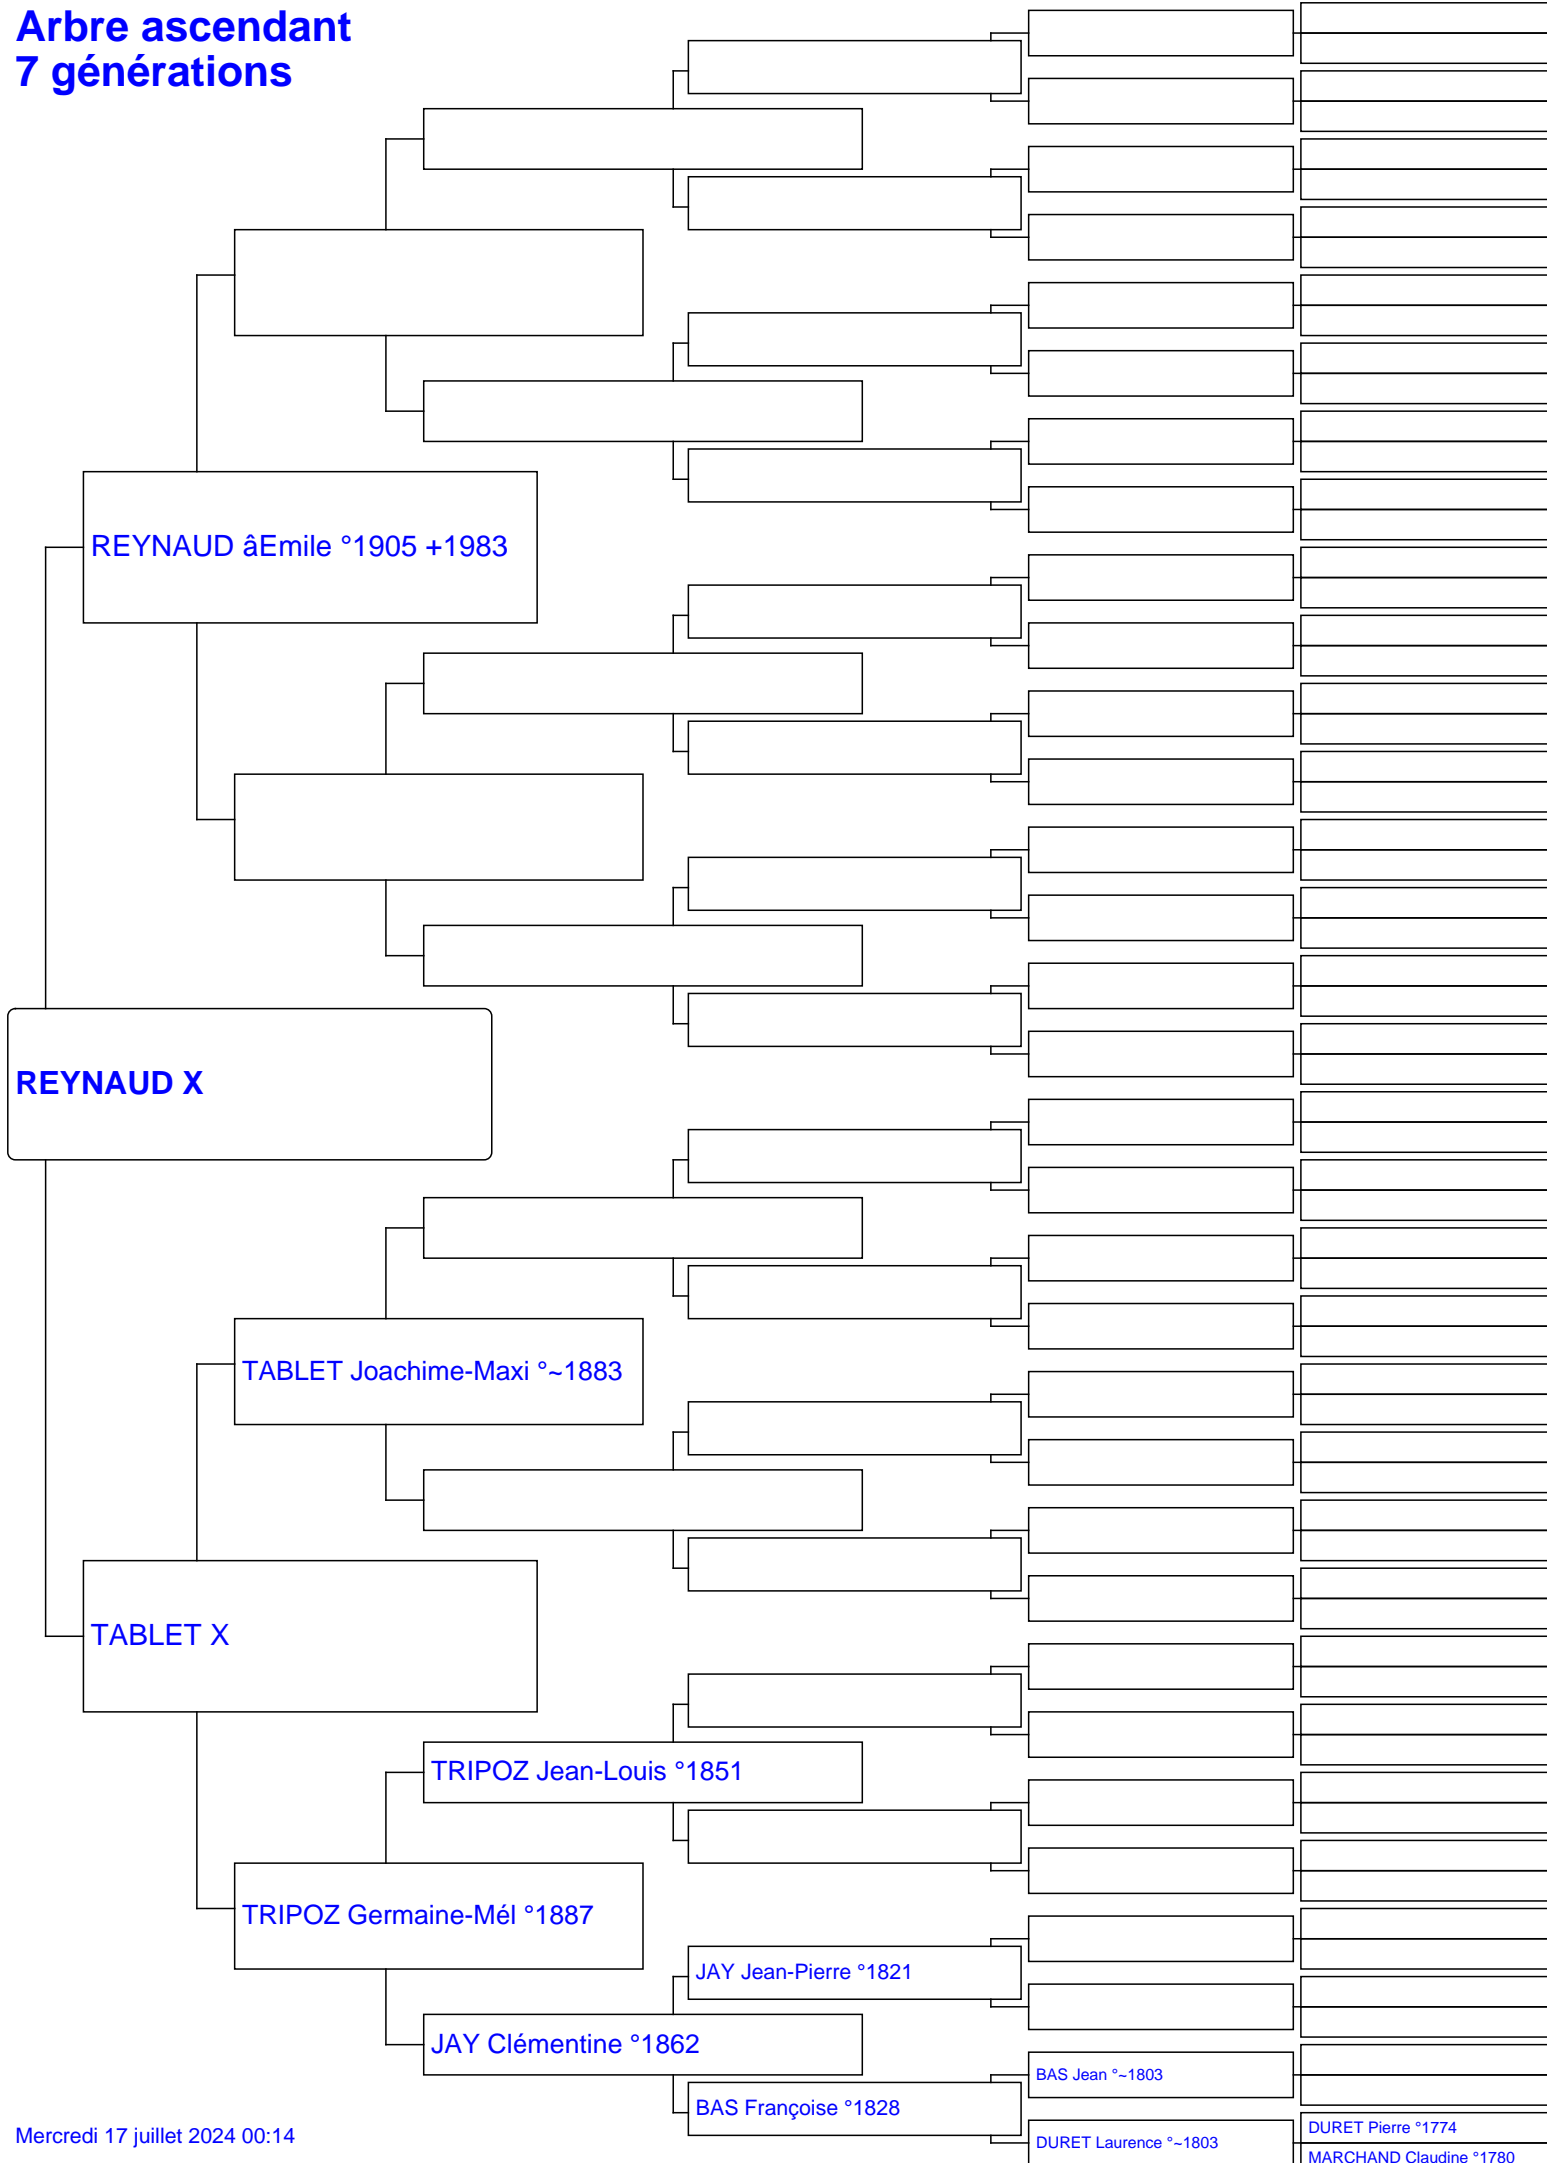 Arbre ascendant
7 générations
REYNAUD âEmile °1905 +1983
REYNAUD X
TABLET Joachime-Maxi °~1883
TABLET X
TRIPOZ Jean-Louis °1851
TRIPOZ Germaine-Mél °1887
JAY Jean-Pierre °1821
JAY Clémentine °1862
BAS Jean °~1803
BAS Françoise °1828
DURET Pierre °1774
DURET Laurence °~1803
MARCHAND Claudine °1780
Mercredi 17 juillet 2024 00:14